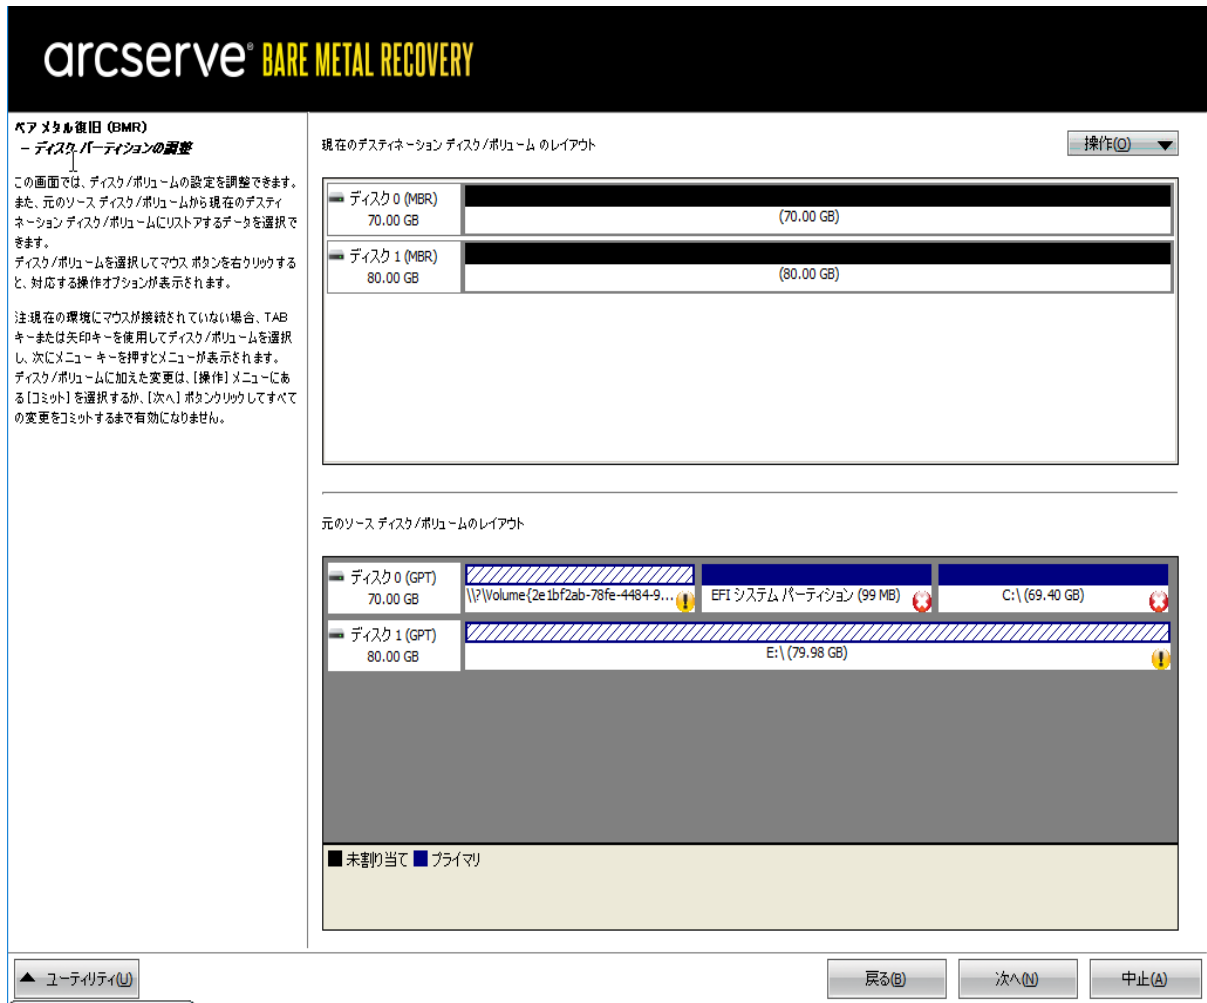 arcserve® BARE METAL RECOVERY
ベア メタル復旧 (BMR)
– ディスク パーティションの調整
この画面では、ディスク/ボリュームの設定を調整できます。
また、元のソース ディスク/ボリュームから現在のデスティ
ネーション ディスク/ボリュームにリストアするデータを選択で
きます。
ディスク/ボリュームを選択してマウス ボタンを右クリックする
と、対応する操作オプションが表示されます。
注:現在の環境にマウスが接続されていない場合、TAB
キーまたは矢印キーを使用してディスク/ボリュームを選択
し、次にメニュー キーを押すとメニューが表示されます。
ディスク/ボリュームに加えた変更は、[操作] メニューにあ
る [コミット] を選択するか、[次へ] ボタンクリックしてすべて
の変更をコミットするまで有効になりません。
現在のデスティネーション ディスク/ボリューム のレイアウト
操作(O)
ディスク 0 (MBR)
70.00 GB
(70.00 GB)
ディスク 1 (MBR)
80.00 GB
(80.00 GB)
元のソース ディスク/ボリュームのレイアウト
ディスク 0 (GPT)
70.00 GB
\\?\Volume{2e1bf2ab-78fe-4484-9...
EFI システム パーティション (99 MB)
C:\ (69.40 GB)
ディスク 1 (GPT)
80.00 GB
E:\ (79.98 GB)
未割り当て プライマリ
ユーティリティ(U)
戻る(B)
次へ(N)
中止(A)